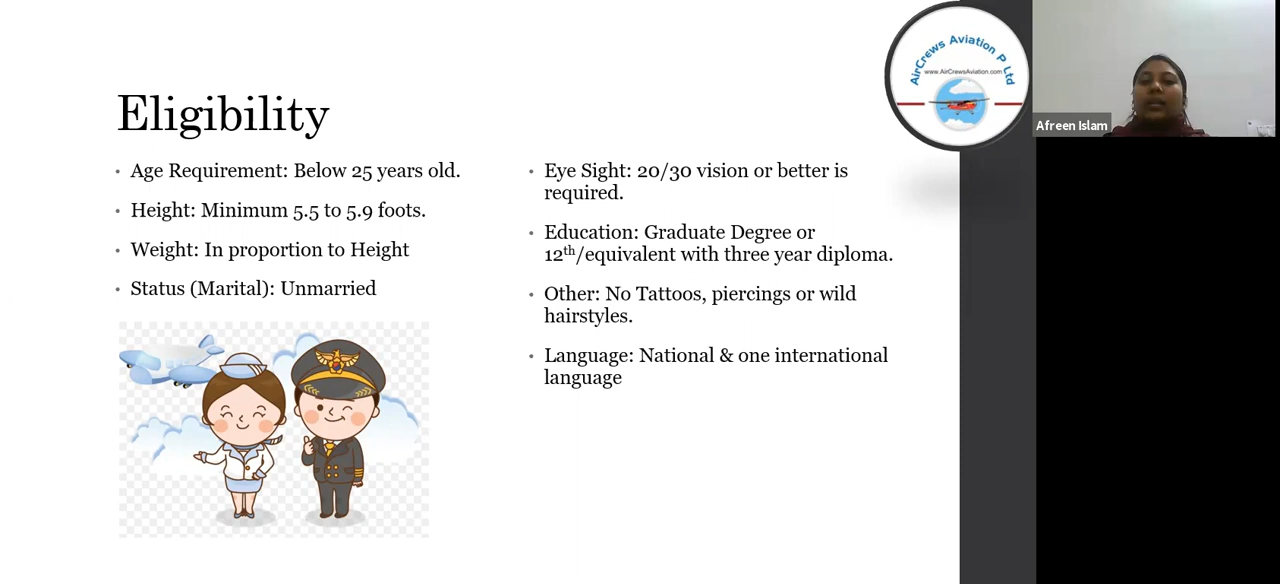 Eligibility
• Age Requirement: Below 25 years old.
• Height: Minimum 5.5 to 5.9 foots.
• Weight: In proportion to Height
• Status (Marital): Unmarried
• Eye Sight: 20/30 vision or better is
required.
• Education: Graduate Degree or
12th/equivalent with three year diploma.
• Other: No Tattoos, piercings or wild
hairstyles.
• Language: National & one international
language
AirCrews Aviation P Ltd
www.AirCrewsAviation.com
Afreen Islam